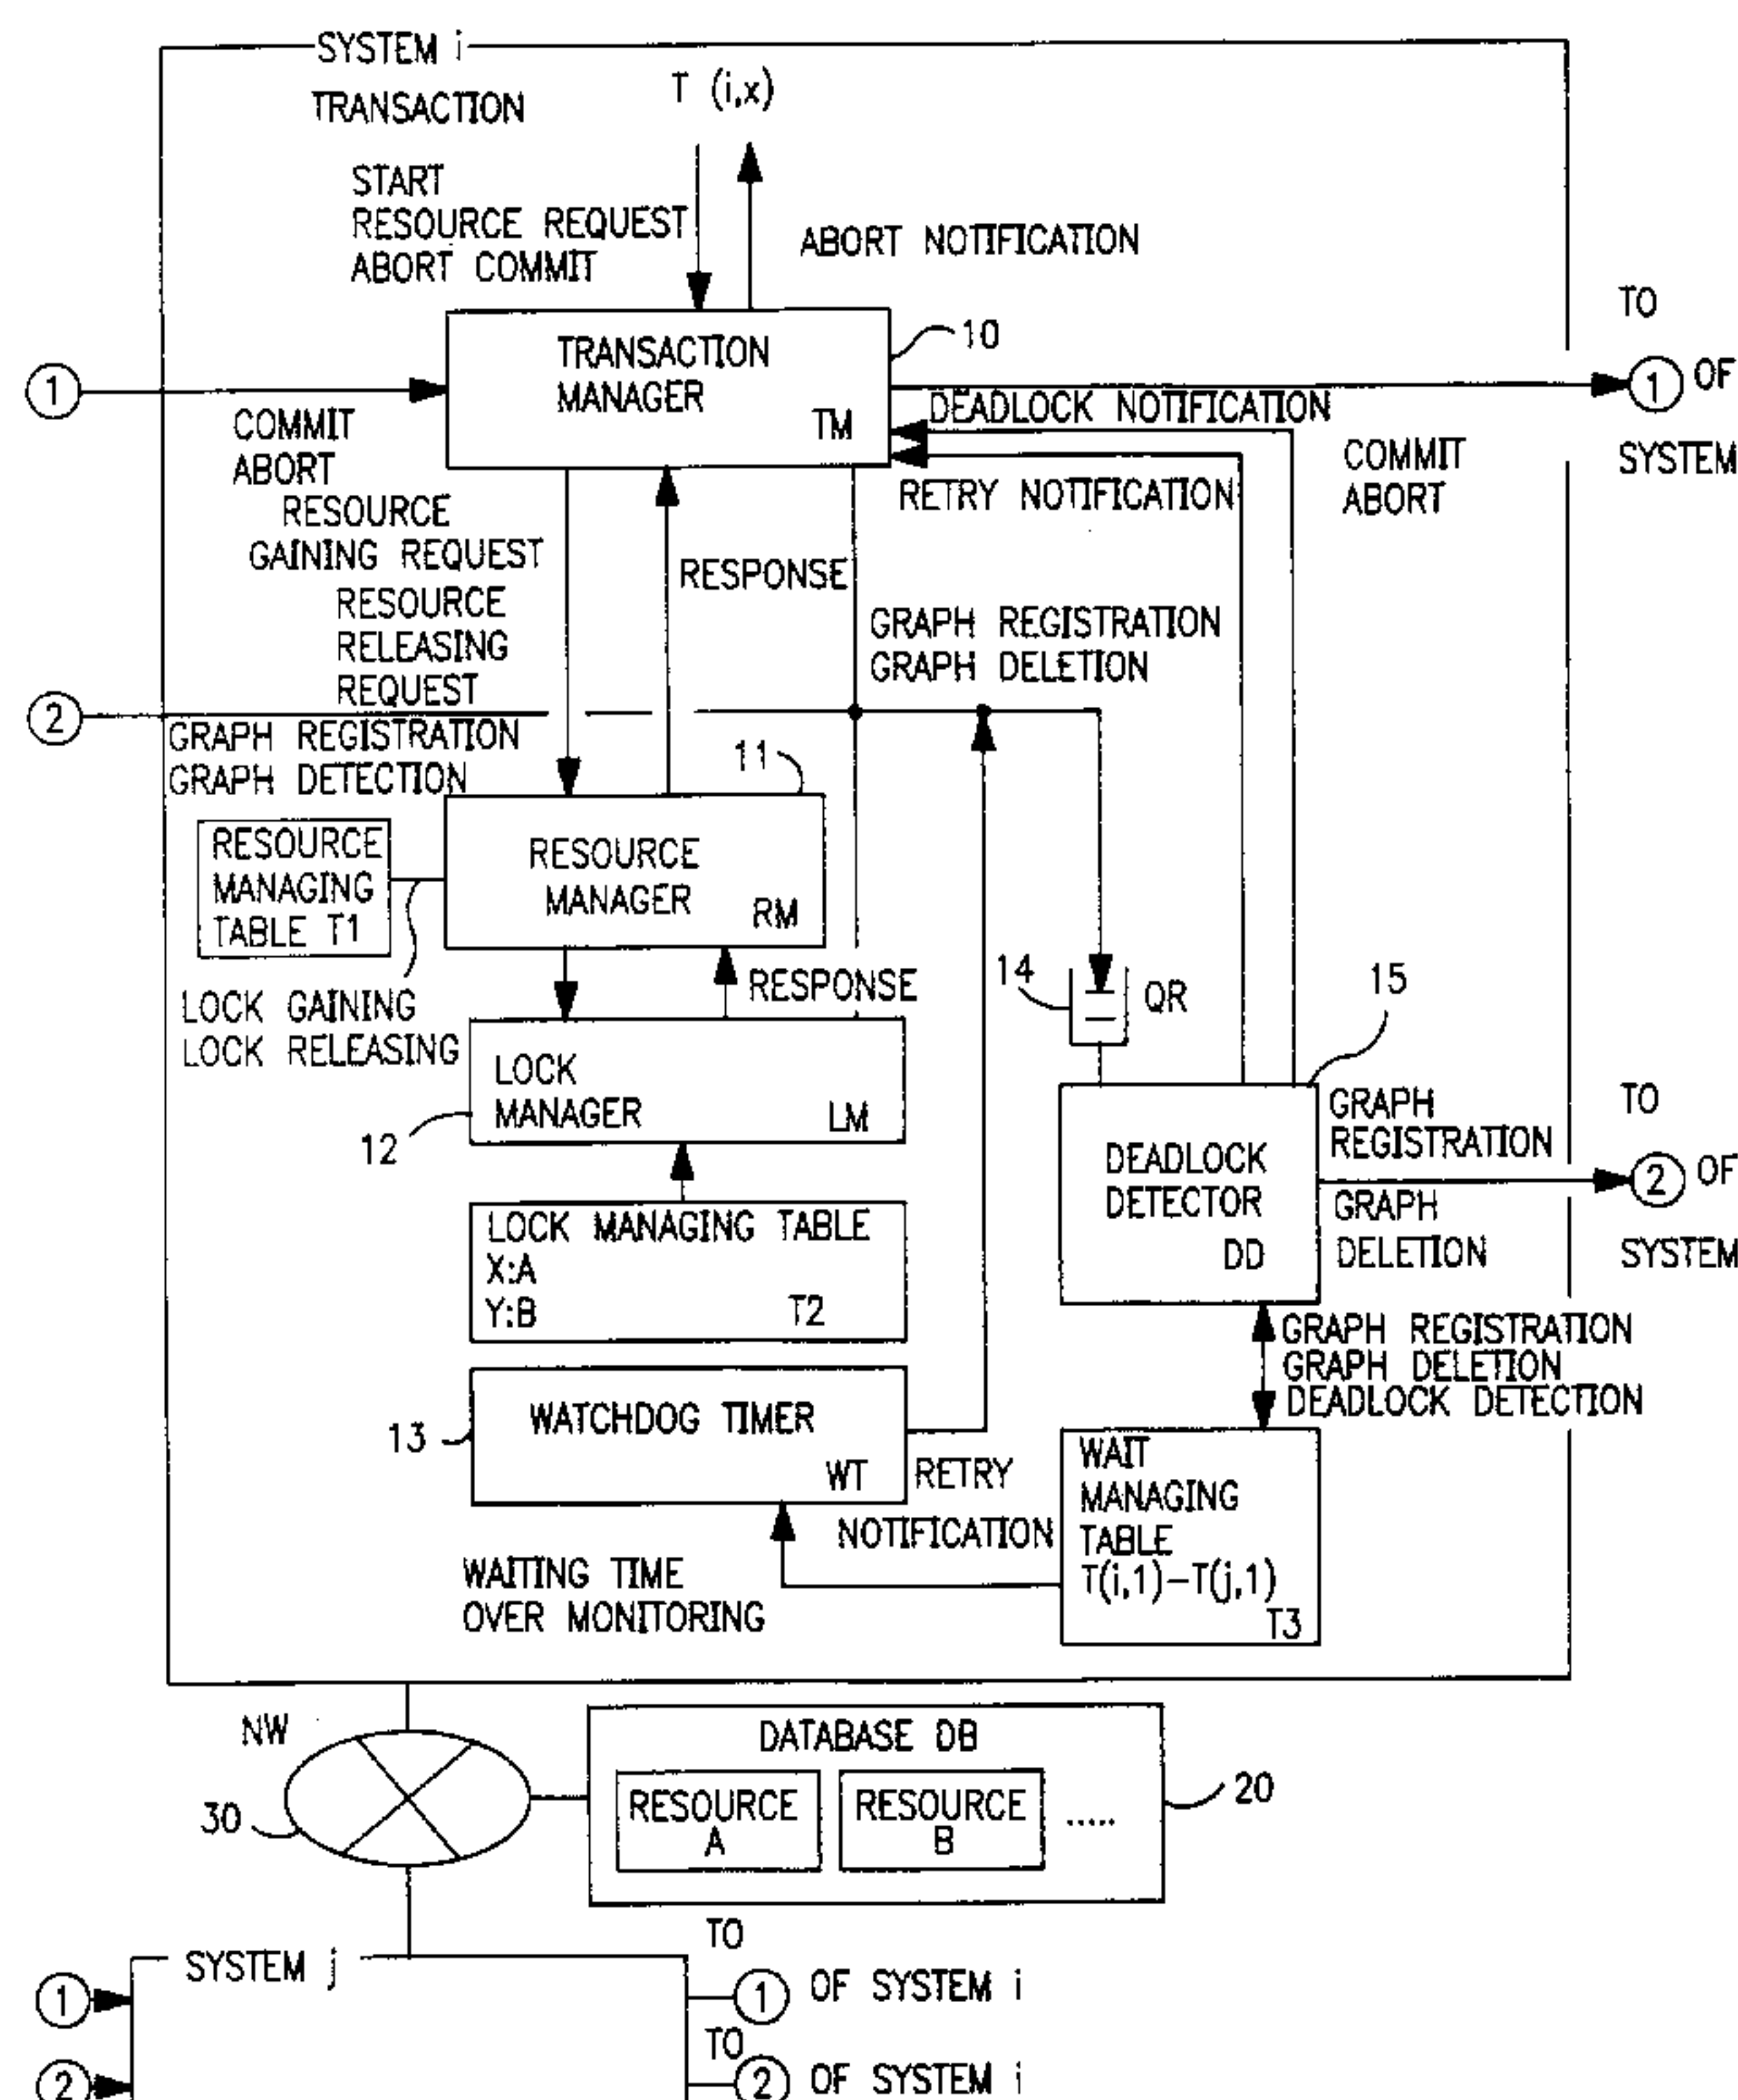 SYSTEM i
TRANSACTION
T (i,x)
START
RESOURCE REQUEST
ABORT COMMIT
ABORT NOTIFICATION
TRANSACTION
MANAGER
TM
10
1
COMMIT
ABORT
TO
1 OF
SYSTEM
DEADLOCK NOTIFICATION
COMMIT
ABORT
RETRY NOTIFICATION
RESOURCE
GAINING REQUEST
RESOURCE
RELEASING
REQUEST
RESPONSE
GRAPH REGISTRATION
GRAPH DELETION
2
GRAPH REGISTRATION
GRAPH DETECTION
11
RESOURCE
MANAGING
TABLE T1
RESOURCE
MANAGER
RM
LOCK GAINING
LOCK RELEASING
RESPONSE
14
QR
15
LOCK
MANAGER
LM
12
DEADLOCK
DETECTOR
DD
GRAPH
REGISTRATION
GRAPH
DELETION
TO
2 OF
SYSTEM
LOCK MANAGING TABLE
X:A
Y:B
T2
GRAPH REGISTRATION
GRAPH DELETION
DEADLOCK DETECTION
13
WATCHDOG TIMER
WT
RETRY
NOTIFICATION
WAIT
MANAGING
TABLE
T(i,1)–T(j,1)
T3
WAITING TIME
OVER MONITORING
NW
30
DATABASE DB
RESOURCE
A
RESOURCE
B
.....
20
SYSTEM j
1
2
TO
1 OF SYSTEM i
TO
2 OF SYSTEM i